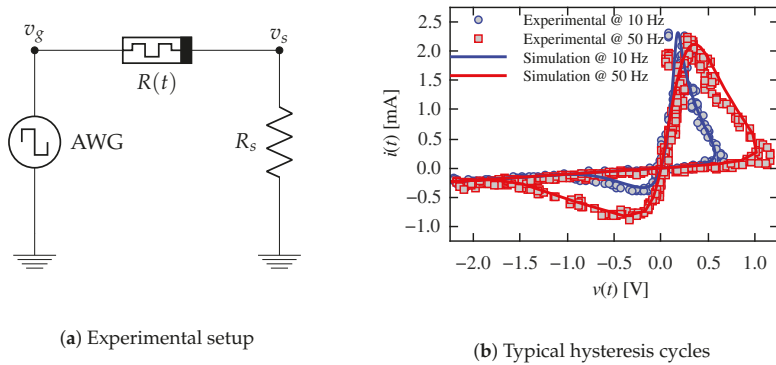 v_g
v_s
R(t)
AWG
R_s
(a) Experimental setup
Experimental @ 10 Hz
Experimental @ 50 Hz
Simulation @ 10 Hz
Simulation @ 50 Hz
2.5
2.0
1.5
1.0
0.5
0.0
−0.5
−1.0
i(t) [mA]
−2.0 −1.5 −1.0 −0.5 0.0 0.5 1.0
v(t) [V]
(b) Typical hysteresis cycles